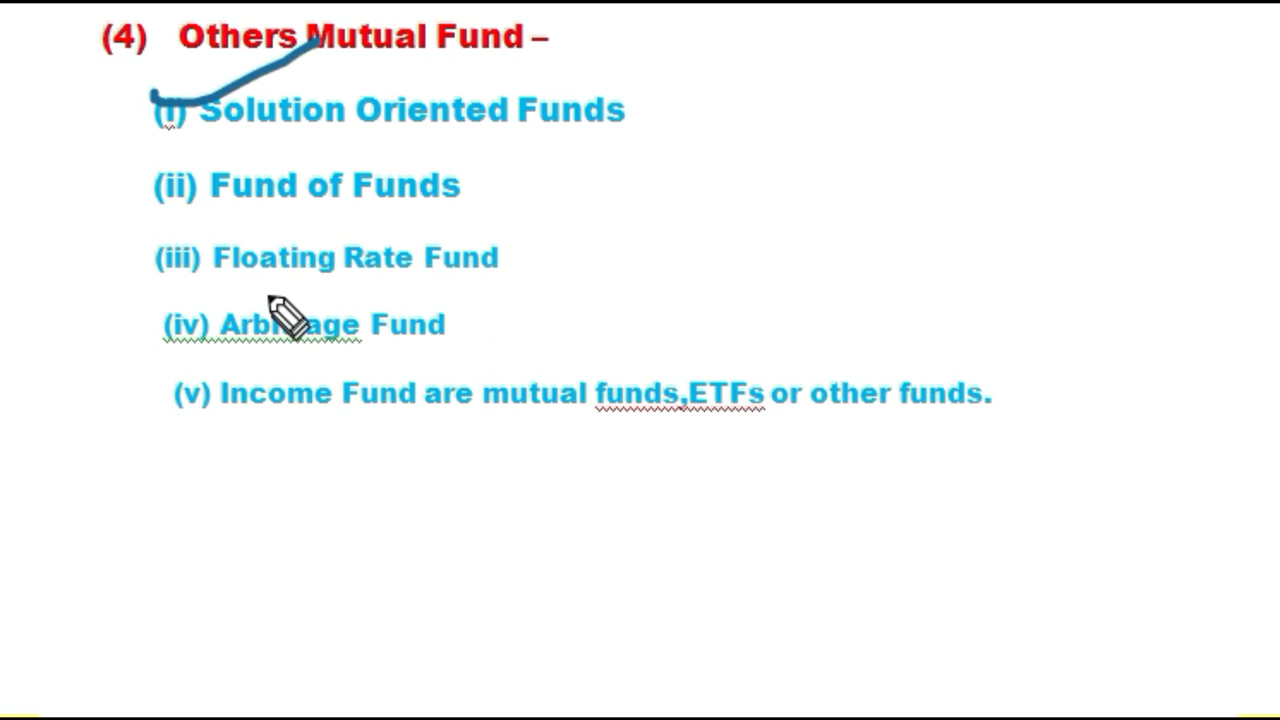 (4) Others Mutual Fund –
(i) Solution Oriented Funds
(ii) Fund of Funds
(iii) Floating Rate Fund
(iv) Arbitrage Fund
(v) Income Fund are mutual funds,ETFs or other funds.